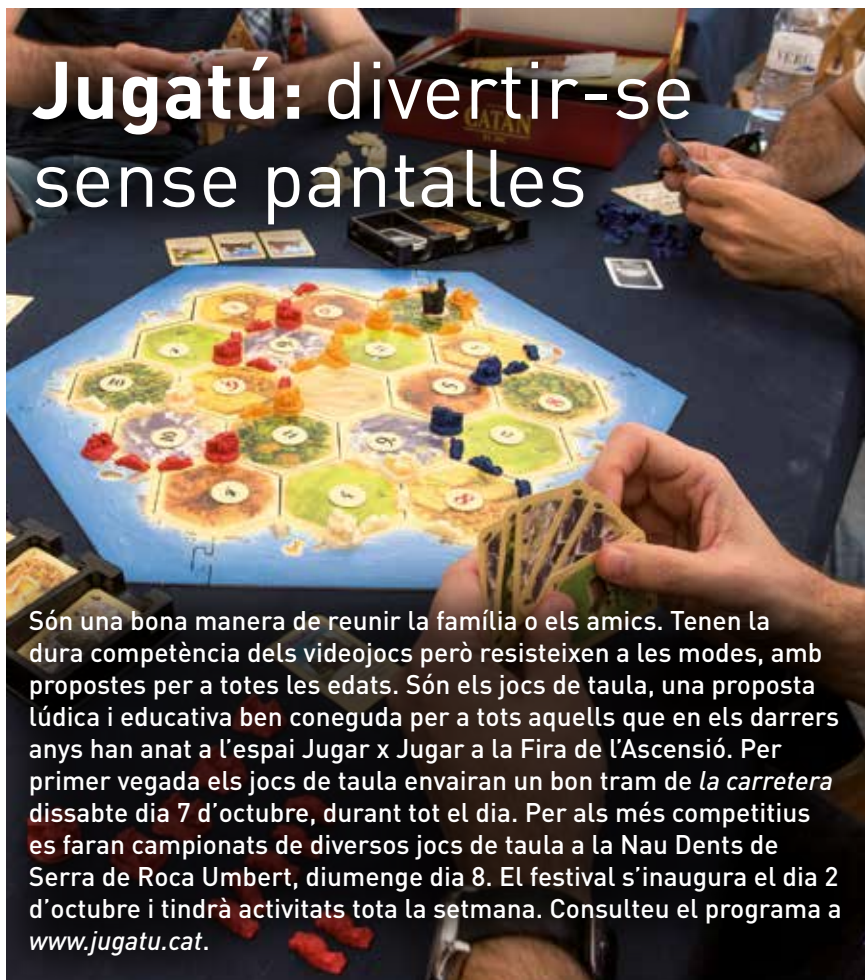 Jugatú: divertir-se
sense pantalles
CATAN
Són una bona manera de reunir la família o els amics. Tenen la
dura competència dels videojocs però resisteixen a les modes, amb
propostes per a totes les edats. Són els jocs de taula, una proposta
lúdica i educativa ben coneguda per a tots aquells que en els darrers
anys han anat a l’espai Jugar x Jugar a la Fira de l’Ascensió. Per
primer vegada els jocs de taula envairan un bon tram de la carretera
dissabte dia 7 d’octubre, durant tot el dia. Per als més competitius
es faran campionats de diversos jocs de taula a la Nau Dents de
Serra de Roca Umbert, diumenge dia 8. El festival s’inaugura el dia 2
d’octubre i tindrà activitats tota la setmana. Consulteu el programa a
www.jugatu.cat.